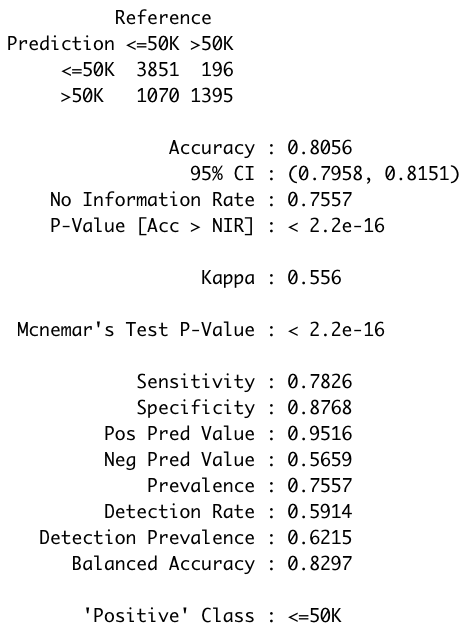 Reference
Prediction <=50K >50K
<=50K 3851 196
>50K 1070 1395
Accuracy : 0.8056
95% CI : (0.7958, 0.8151)
No Information Rate : 0.7557
P-Value [Acc > NIR] : < 2.2e-16
Kappa : 0.556
Mcnemar's Test P-Value : < 2.2e-16
Sensitivity : 0.7826
Specificity : 0.8768
Pos Pred Value : 0.9516
Neg Pred Value : 0.5659
Prevalence : 0.7557
Detection Rate : 0.5914
Detection Prevalence : 0.6215
Balanced Accuracy : 0.8297
'Positive' Class : <=50K